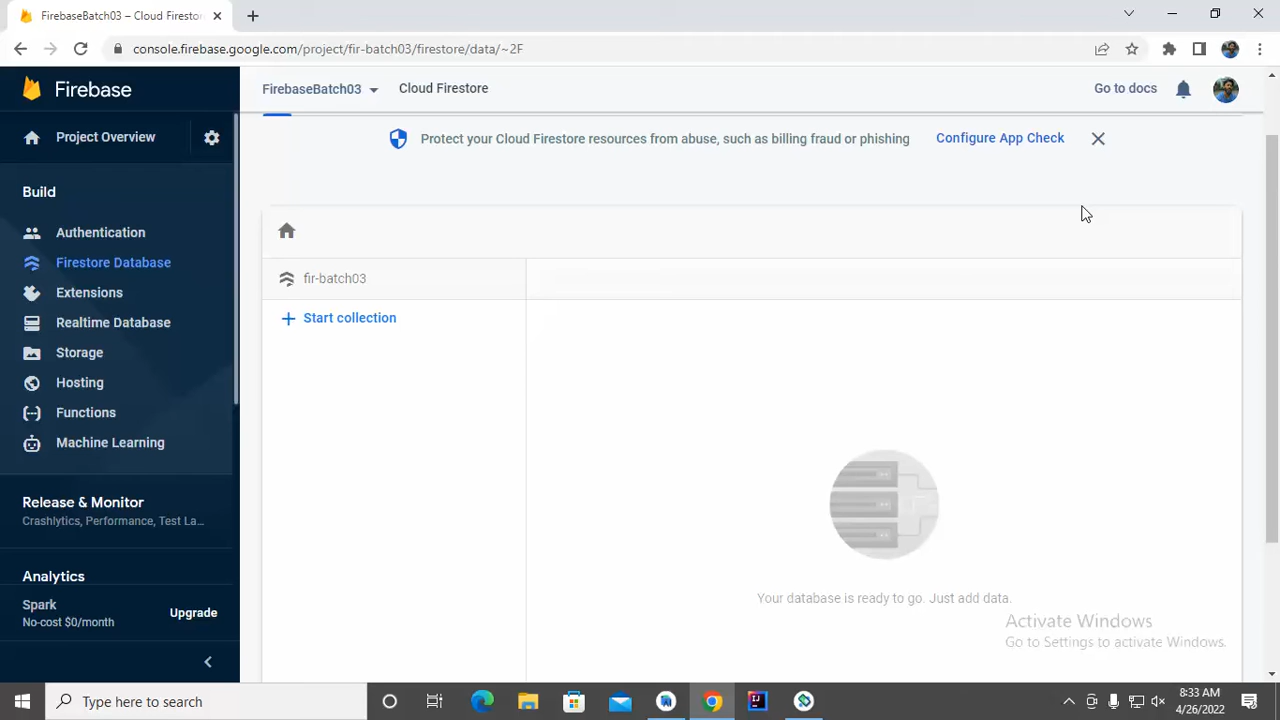 FirebaseBatch03 – Cloud Firestor
console.firebase.google.com/project/fir-batch03/firestore/data/~2F
Firebase
FirebaseBatch03
Cloud Firestore
Go to docs
Project Overview
Protect your Cloud Firestore resources from abuse, such as billing fraud or phishing
Configure App Check
Build
Authentication
Firestore Database
Extensions
Realtime Database
Storage
Hosting
Functions
Machine Learning
fir-batch03
Start collection
Release & Monitor
Crashlytics, Performance, Test La...
Analytics
Spark
No-cost $0/month
Upgrade
Your database is ready to go. Just add data.
Activate Windows
Go to Settings to activate Windows.
Type here to search
8:33 AM
4/26/2022